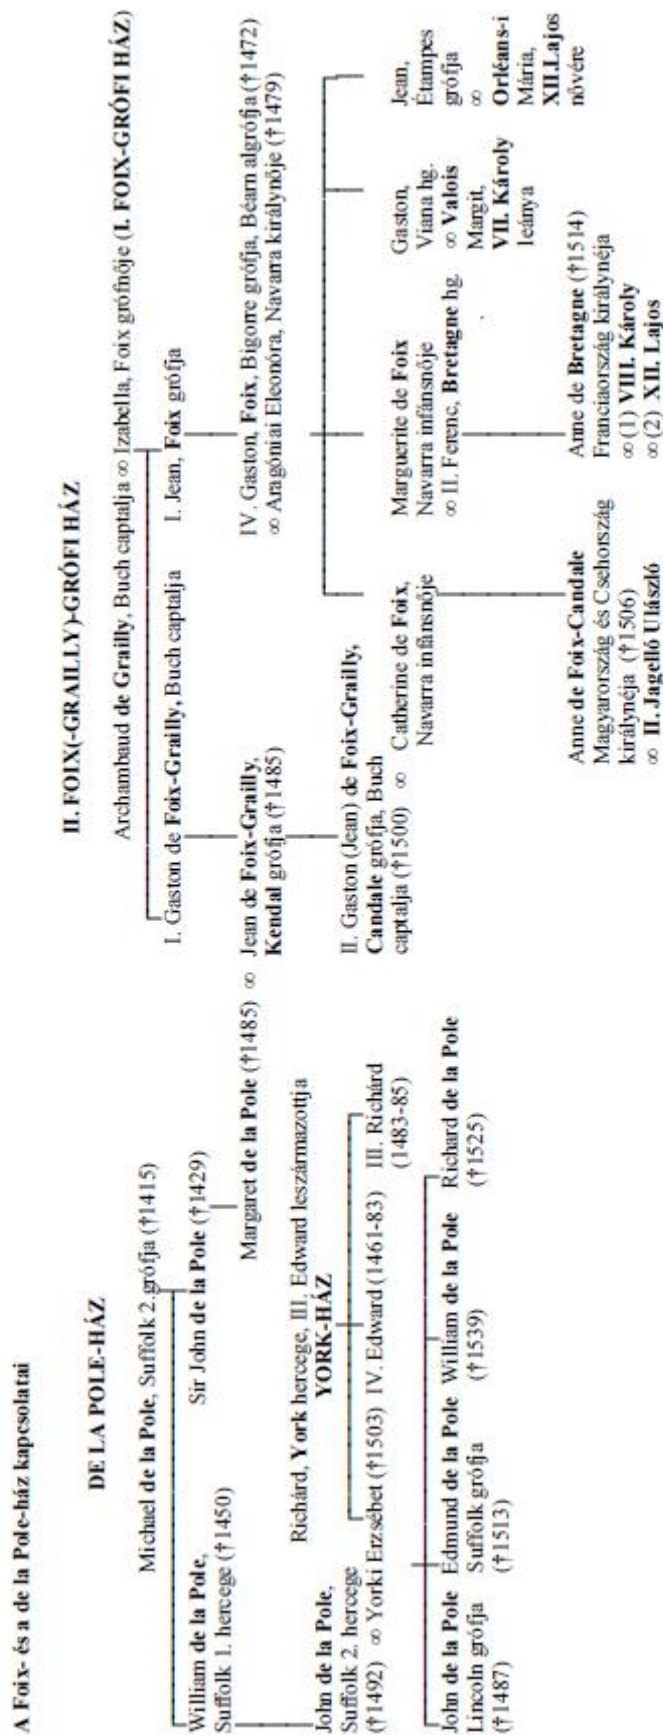 A Foix- és a de la Pole-ház kapcsolatai
DE LA POLE-HÁZ
Michael de la Pole, Suffolk 2. grófja (†1415)
William de la Pole,
Suffolk 1. hercege (†1450)
Sir John de la Pole (†1429)
Margaret de la Pole (†1485) ∞
Richárd, York hercege, III. Edward leszármazottja
YORK-HÁZ
John de la Pole,
Suffolk 2. hercege
(†1492) ∞ Yorki Erzsébet (†1503) IV. Edward (1461-83)
III. Richárd
(1483-85)
John de la Pole
Lincoln grófja
(†1487)
Edmund de la Pole
Suffolk grófja
(†1513)
William de la Pole
(†1539)
Richard de la Pole
(†1525)
II. FOIX(-GRAILLY)-GRÓFI HÁZ
Archambaud de Grailly, Buch captalja ∞ Izabella, Foix grófnője (I. FOIX-GRÓFI HÁZ)
I. Gaston de Foix-Grailly, Buch captalja
I. Jean, Foix grófja
Jean de Foix-Grailly,
Kendal grófja (†1485)
IV. Gaston, Foix, Bigorre grófja, Béarn algrófja (†1472)
∞ Aragóniai Eleonóra, Navarra királynője (†1479)
II. Gaston (Jean) de Foix-Grailly,
Candale grófja, Buch
captalja (†1500) ∞
Catherine de Foix,
Navarra infánsnője
Marguerite de Foix
Navarra infánsnője
∞ II. Ferenc, Bretagne hg.
Gaston,
Viana hg.
∞ Valois
Margit,
VII. Károly
leánya
Jean,
Étampes
grófja
∞
Orléans-i
Mária,
XII.Lajos
nővére
Anne de Foix-Candale
Magyarország és Csehország
királynéja (†1506)
∞ II. Jagelló Ulászló
Anne de Bretagne (†1514)
Franciaország királynéja
∞ (1) VIII. Károly
∞ (2) XII. Lajos